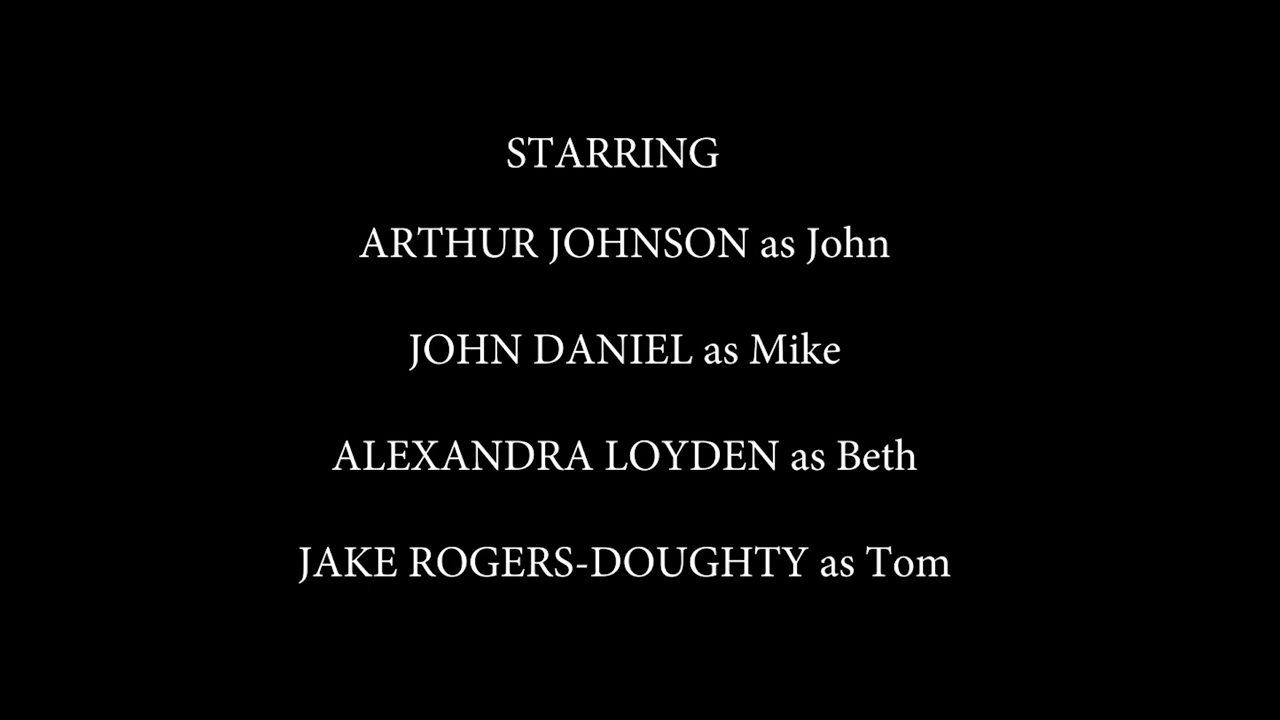 STARRING
ARTHUR JOHNSON as John
JOHN DANIEL as Mike
ALEXANDRA LOYDEN as Beth
JAKE ROGERS-DOUGHTY as Tom